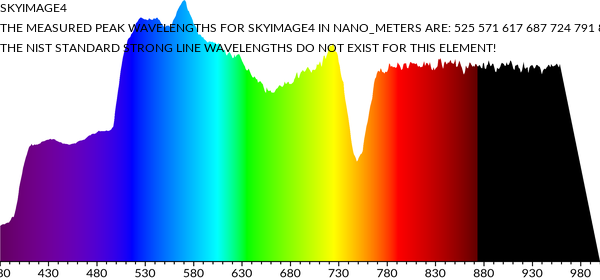 SKYIMAGE4
THE MEASURED PEAK WAVELENGTHS FOR SKYIMAGE4 IN NANO_METERS ARE: 525 571 617 687 724 791
THE NIST STANDARD STRONG LINE WAVELENGTHS DO NOT EXIST FOR THIS ELEMENT!
430 480 530 580 630 680 730 780 830 880 930 980